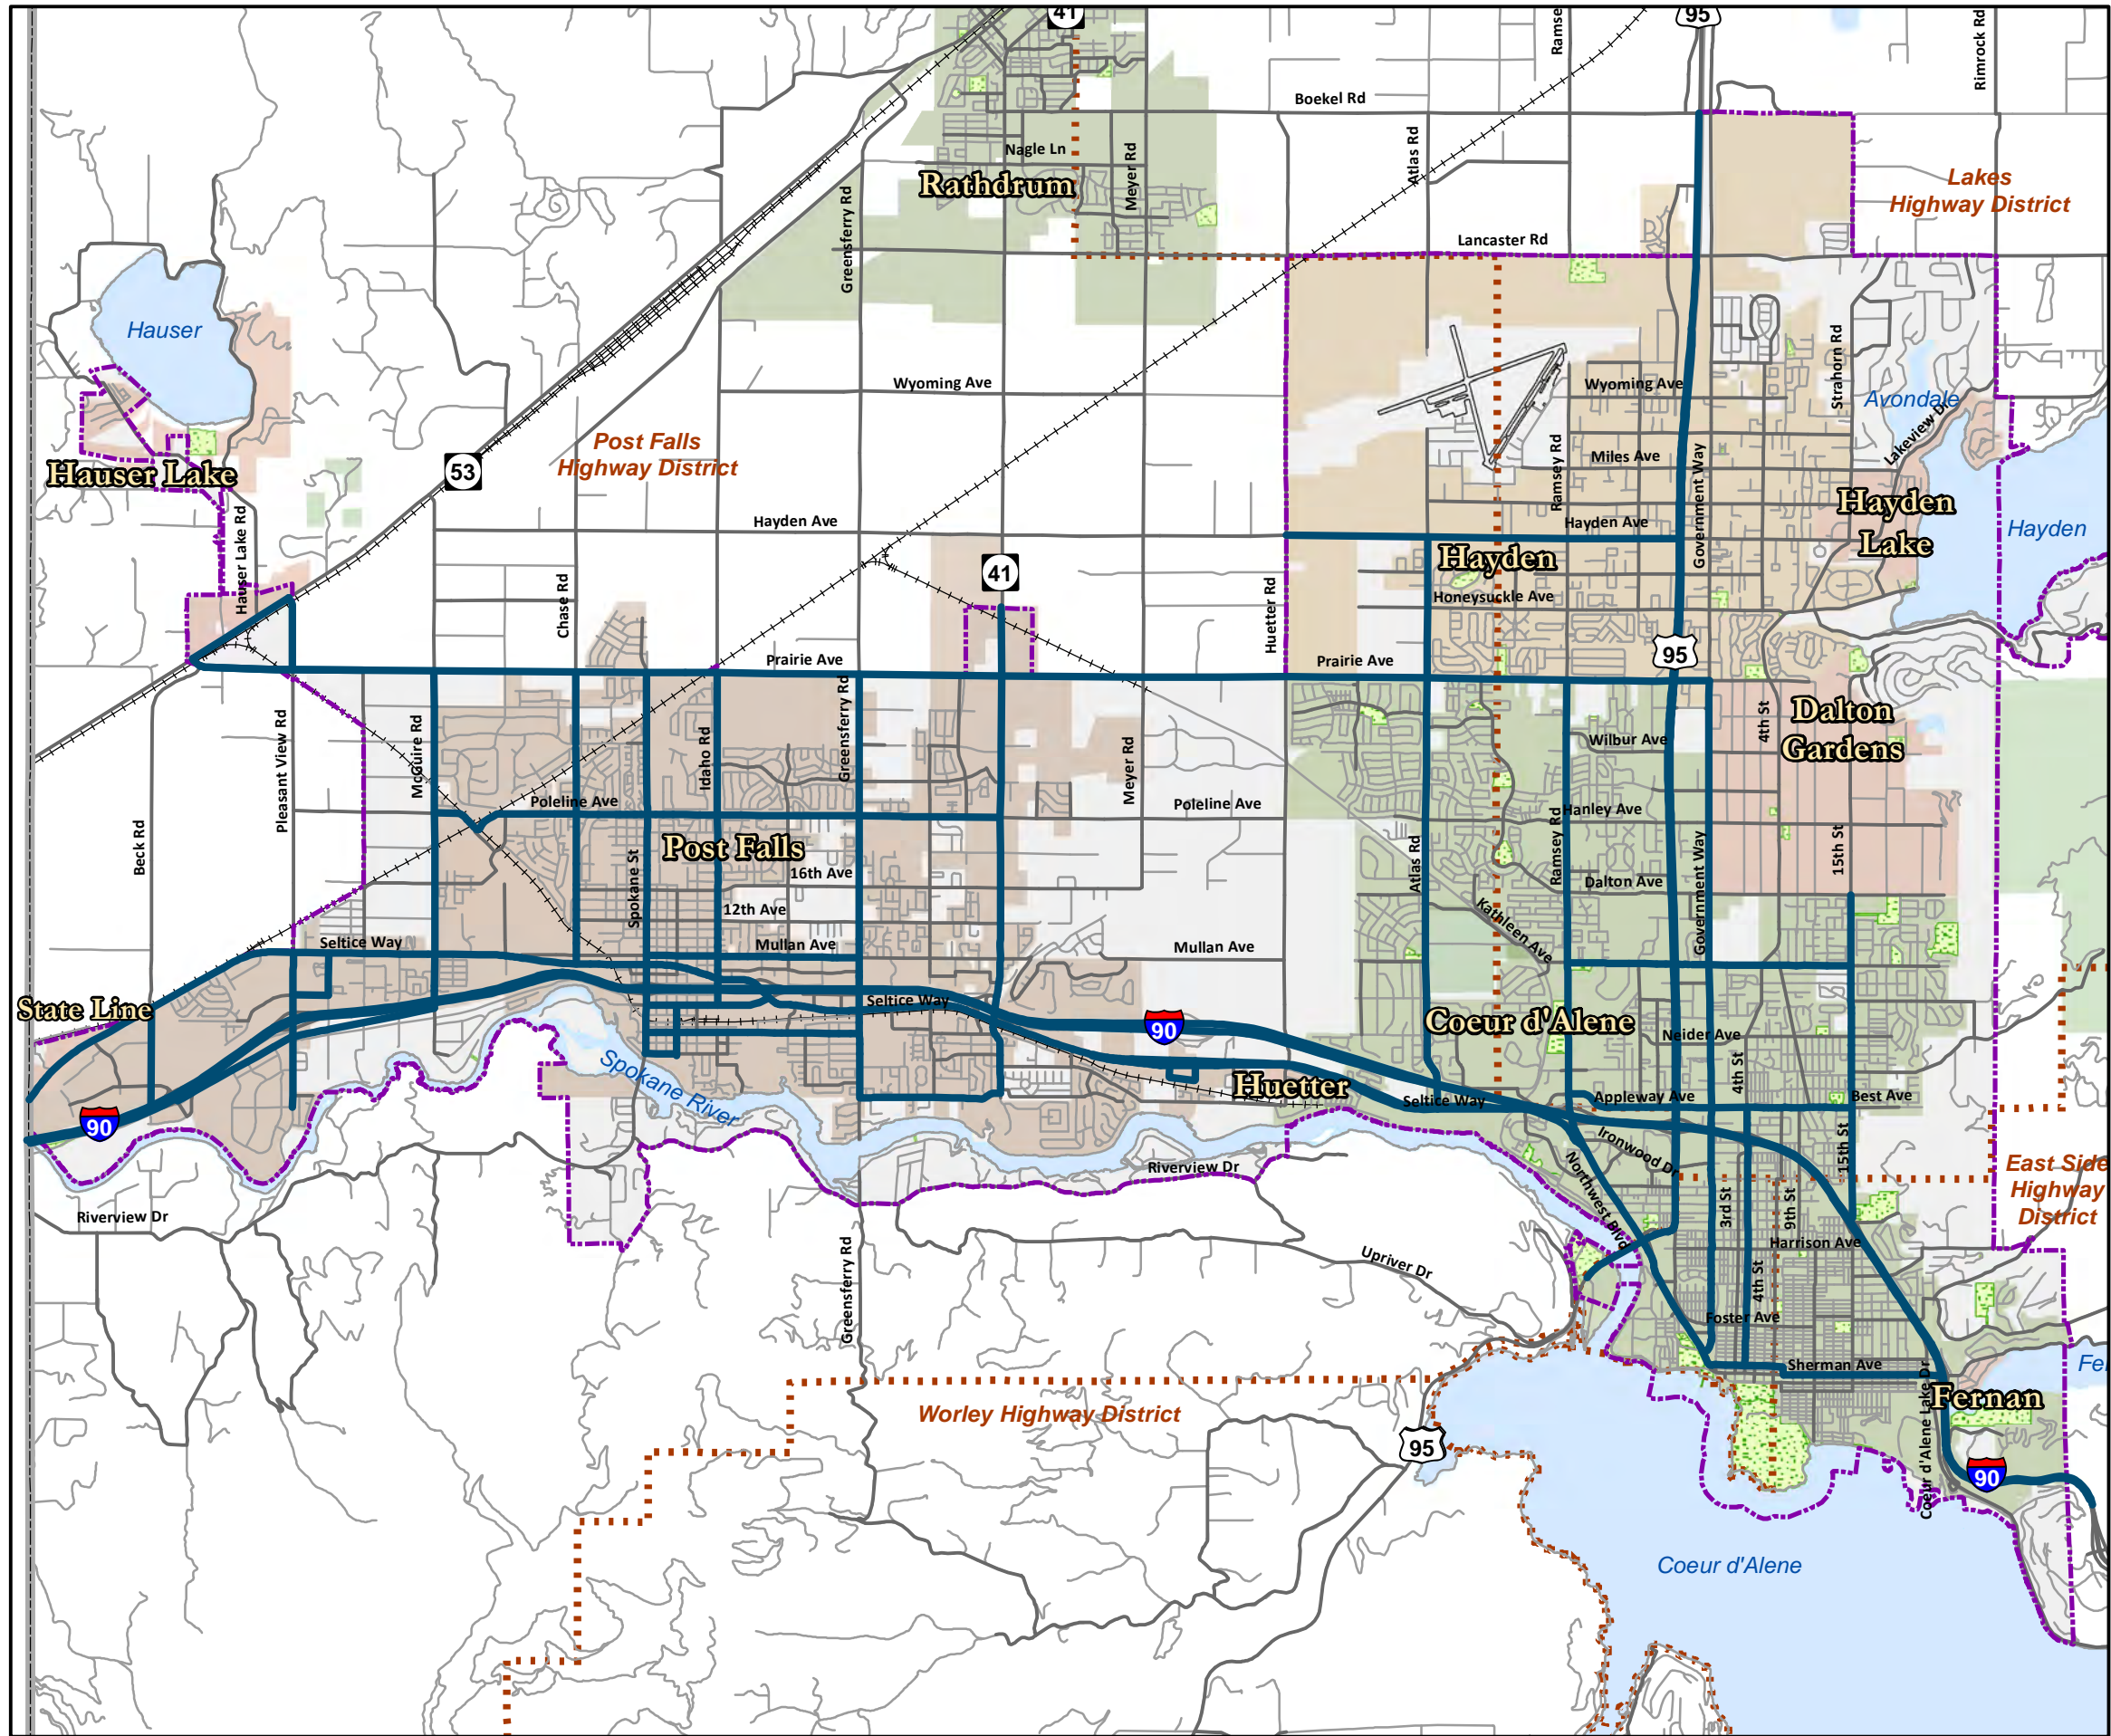 41
95
Ramse
Rimrock Rd
Boekel Rd
Atlas Rd
Nagle Ln
Meyer Rd
Rathdrum
Greensferry Rd
Lakes
Highway District
Lancaster Rd
Hauser
Wyoming Ave
Wyoming Ave
Strahorn Rd
Avondale
Lakeview Dr
Post Falls
Highway District
53
Hauser Lake
Miles Ave
Ramsey Rd
Government Way
Hayden
Lake
Hayden
Hayden Ave
Hayden Ave
Hayden
Hauser Lake Rd
41
Chase Rd
Huetter Rd
Honeysuckle Ave
95
Prairie Ave
Prairie Ave
Pleasant View Rd
McGuire Rd
Idaho Rd
Greensferry Rd
4th St
Dalton
Gardens
Wilbur Ave
Meyer Rd
Poleline Ave
Poleline Ave
Hanley Ave
Beck Rd
Post Falls
Spokane St
16th Ave
Atlas Rd
Ramsey Rd
15th St
Dalton Ave
12th Ave
Kathleen Ave
Government Way
Seltice Way
Mullan Ave
Mullan Ave
State Line
Seltice Way
90
Coeur d'Alene
Neider Ave
Spokane River
4th St
Huetter
Seltice Way
Appleway Ave
Best Ave
90
Ironwood Dr
15th St
Riverview Dr
Northwest Blvd
East Side
Highway
District
Riverview Dr
3rd St
9th St
Harrison Ave
Upriver Dr
Greensferry Rd
4th St
Foster Ave
Sherman Ave
Fer
Coeur d'Alene Lake Dr
Fernan
Worley Highway District
95
90
Coeur d'Alene